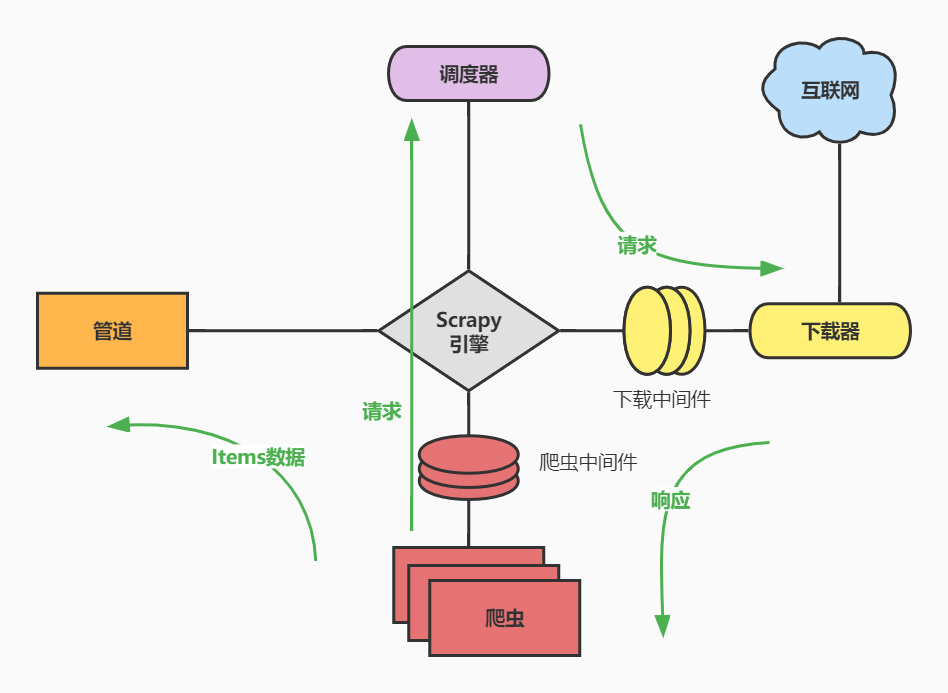 调度器
互联网
请求
Scrapy
引擎
管道
下载器
下载中间件
请求
Items数据
爬虫中间件
响应
爬虫